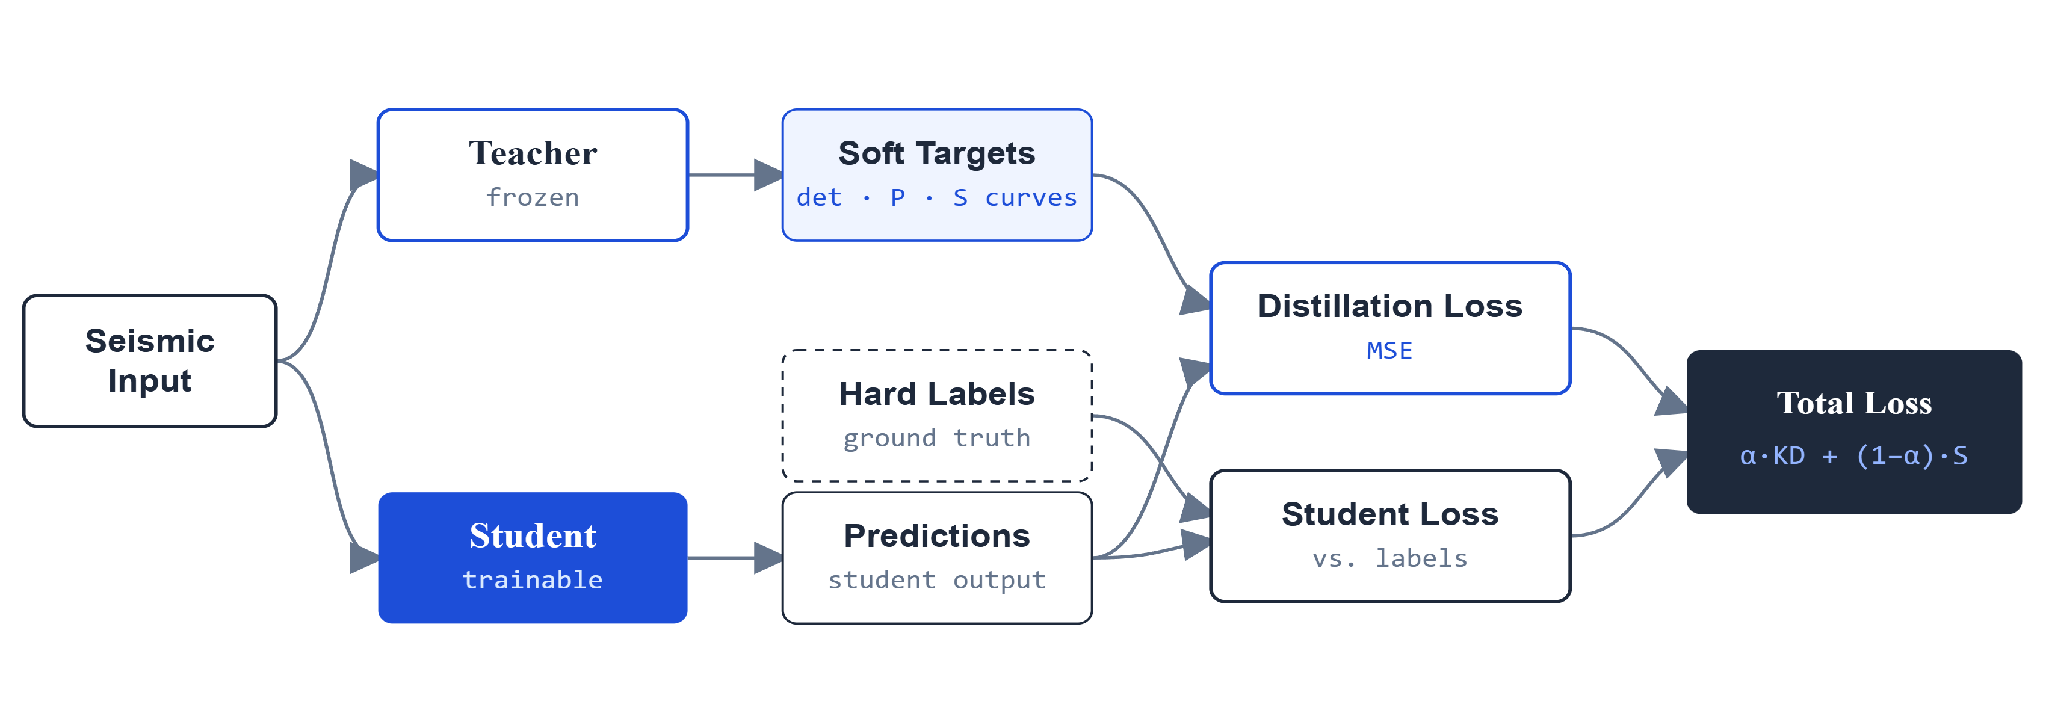 Teacher
frozen
Soft Targets
det · P · S curves
Seismic
Input
Distillation Loss
MSE
Hard Labels
ground truth
Total Loss
α·KD + (1−α)·S
Student
trainable
Predictions
student output
Student Loss
vs. labels